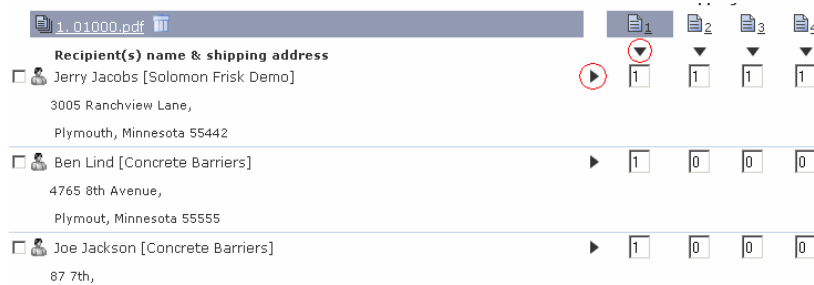 1. 01000.pdf 1 2 3 4
Recipient(s) name & shipping address
Jerry Jacobs [Solomon Frisk Demo] 1 1 1 1
3005 Ranchview Lane,
Plymouth, Minnesota 55442
Ben Lind [Concrete Barriers] 1 0 0 0
4765 8th Avenue,
Plymout, Minnesota 55555
Joe Jackson [Concrete Barriers] 1 0 0 0
87 7th,